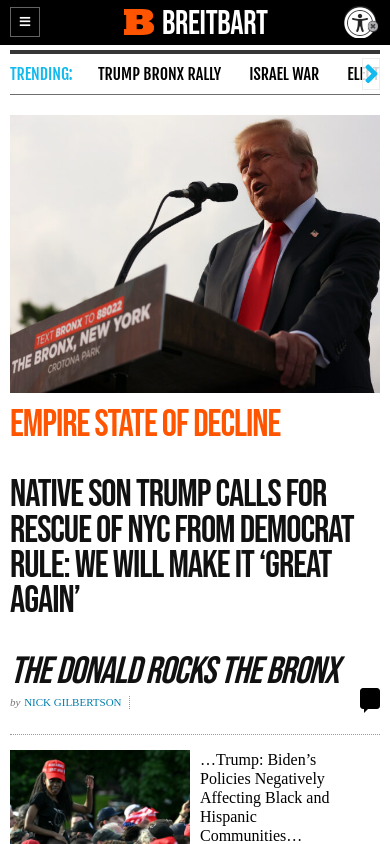 BREITBART
TRENDING: TRUMP BRONX RALLY ISRAEL WAR
TEXT BRONX TO 88022
THE BRONX, NEW YORK
CROTONA PARK
EMPIRE STATE OF DECLINE
NATIVE SON TRUMP CALLS FOR
RESCUE OF NYC FROM DEMOCRAT
RULE: WE WILL MAKE IT ‘GREAT
AGAIN’
THE DONALD ROCKS THE BRONX
by NICK GILBERTSON
…Trump: Biden’s
Policies Negatively
Affecting Black and
Hispanic
Communities…